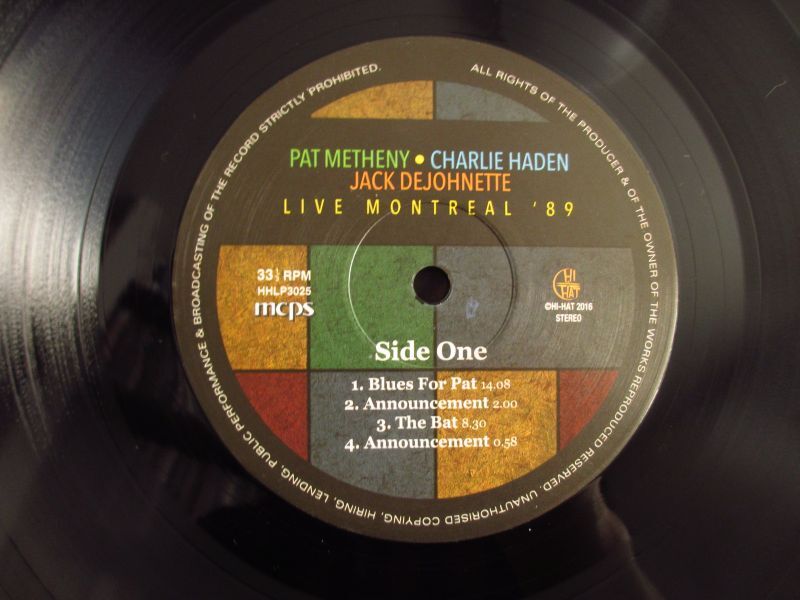 ALL RIGHTS OF THE PRODUCER & OF THE OWNER OF THE WORKS REPRODUCED RESERVED. UNAUTHORISED COPYING, HIRING, LENDING, PUBLIC PERFORMANCE & BROADCASTING OF THE RECORD STRICTLY PROHIBITED.
PAT METHENY • CHARLIE HADEN
JACK DEJOHNETTE
LIVE MONTREAL '89
33⅓ RPM
HHLP3025
mcps
HI
HAT
©HI-HAT 2016
STEREO
Side One
1. Blues For Pat 14.08
2. Announcement 2.00
3. The Bat 8.30
4. Announcement 0.58